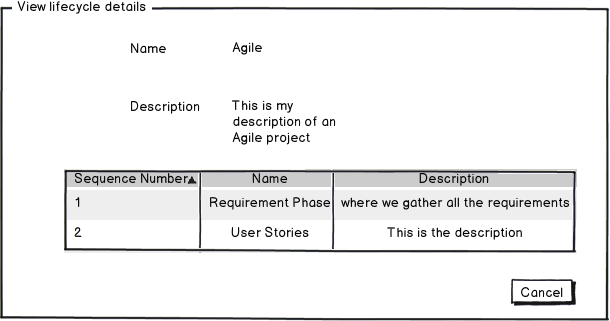 View lifecycle details
Name Agile
Description This is my
description of an
Agile project
Sequence Number Name Description
1 Requirement Phase where we gather all the requirements
2 User Stories This is the description
Cancel